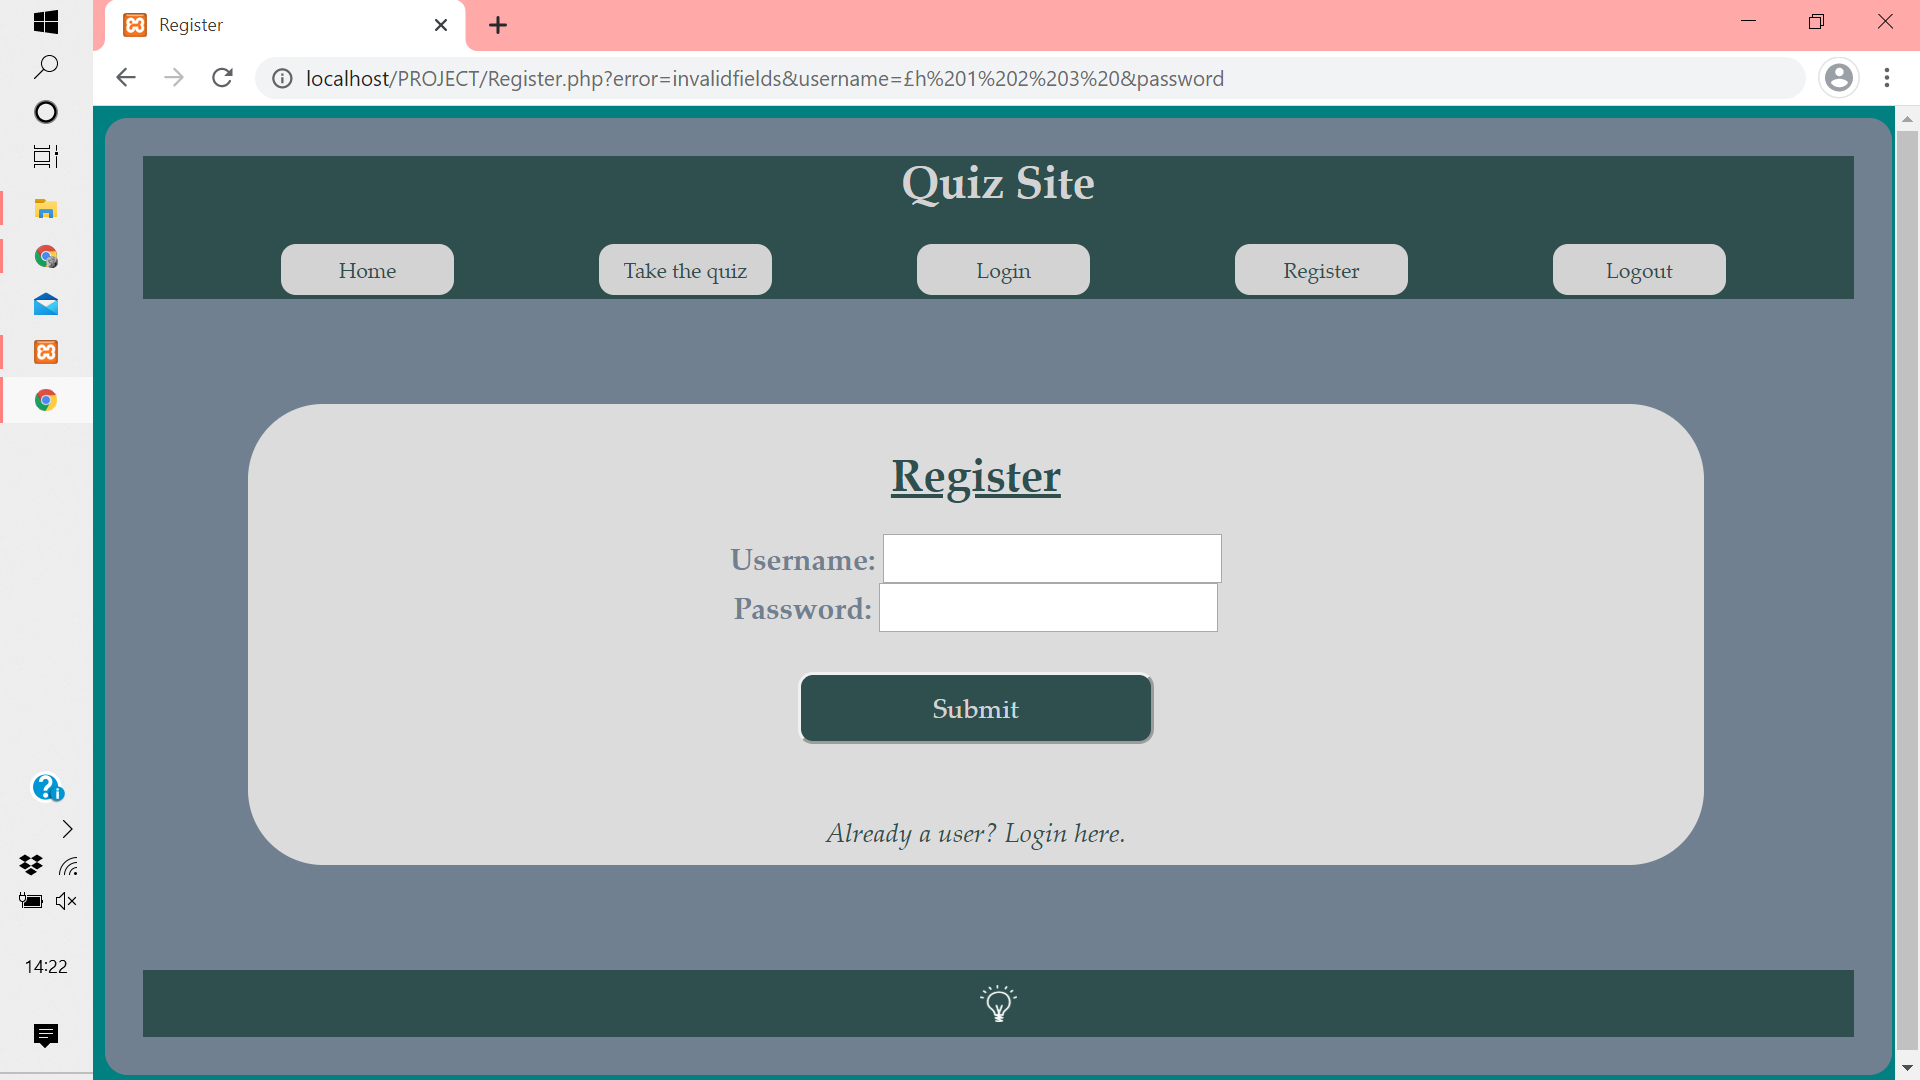 Register
localhost/PROJECT/Register.php?error=invalidfields&username=£h%201%202%203%20&password
Quiz Site
Home Take the quiz Login Register Logout
Register
Username:
Password:
Submit
Already a user? Login here.
14:22